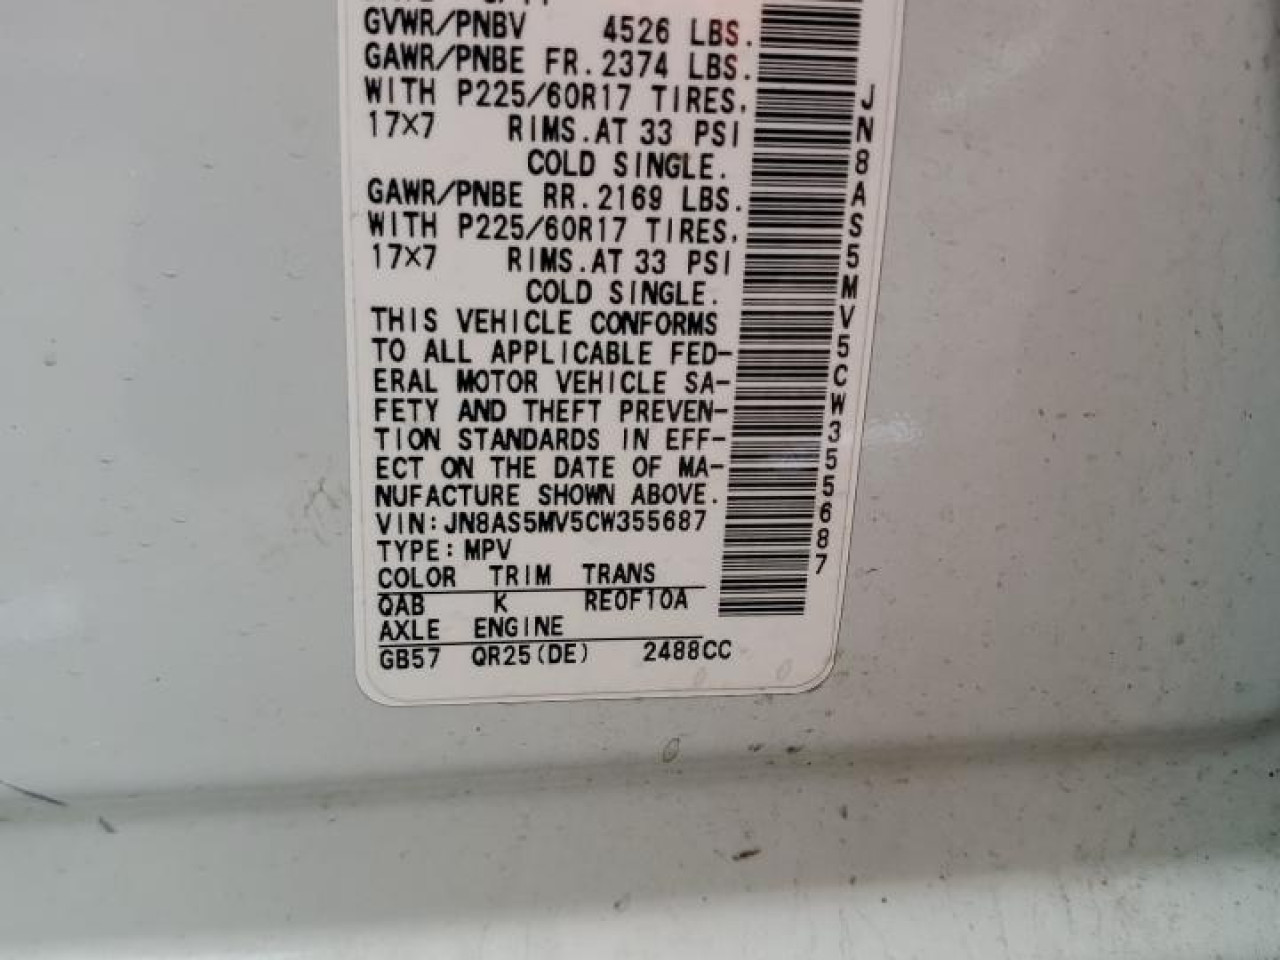 GVWR/PNBV 4526 LBS.
GAWR/PNBE FR. 2374 LBS.
WITH P225/60R17 TIRES,
17X7 RIMS. AT 33 PSI
COLD SINGLE.
GAWR/PNBE RR. 2169 LBS.
WITH P225/60R17 TIRES,
17X7 RIMS. AT 33 PSI
COLD SINGLE.
THIS VEHICLE CONFORMS
TO ALL APPLICABLE FED-
ERAL MOTOR VEHICLE SA-
FETY AND THEFT PREVEN-
TION STANDARDS IN EFF-
ECT ON THE DATE OF MA-
NUFACTURE SHOWN ABOVE.
VIN: JN8AS5MV5CW355687
TYPE: MPV
COLOR TRIM TRANS
QAB K RE0F10A
AXLE ENGINE
GB57 QR25(DE) 2488CC
JN8AS5MV5CW355687